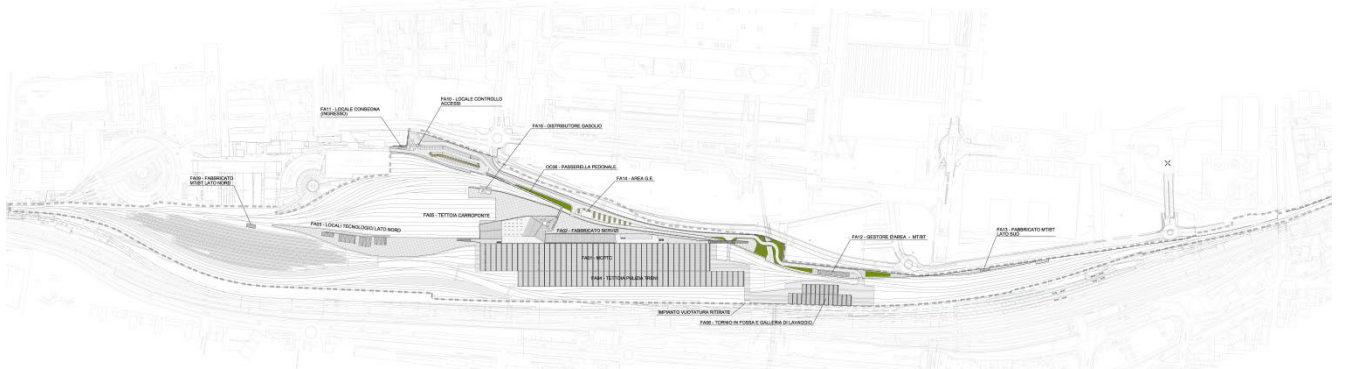 FA10 - LOCALE CONTROLLO
ACCESSI
FA11 - LOCALE CONSEGNA
(INGRESSO)
FA16 - DISTRIBUTORE GASOLIO
OC06 - PASSERELLA PEDONALE
FA14 - AREA G.E.
FA09 - FABBRICATO
MT/BT LATO NORD
FA05 - TETTOIA CARROPONTE
FA03 - LOCALI TECNOLOGICI LATO NORD
FA02 - FABBRICATO SERVIZI
FA12 - GESTORE D'AREA - MT/BT
FA13 - FABBRICATO MT/BT
LATO SUD
FA01 - MCPTC
FA04 - TETTOIA PULIZIA TRENI
IMPIANTO VUOTATURA RITIRATE
TORNIO IN FOSSA E GALLERIA DI LAVAGGIO